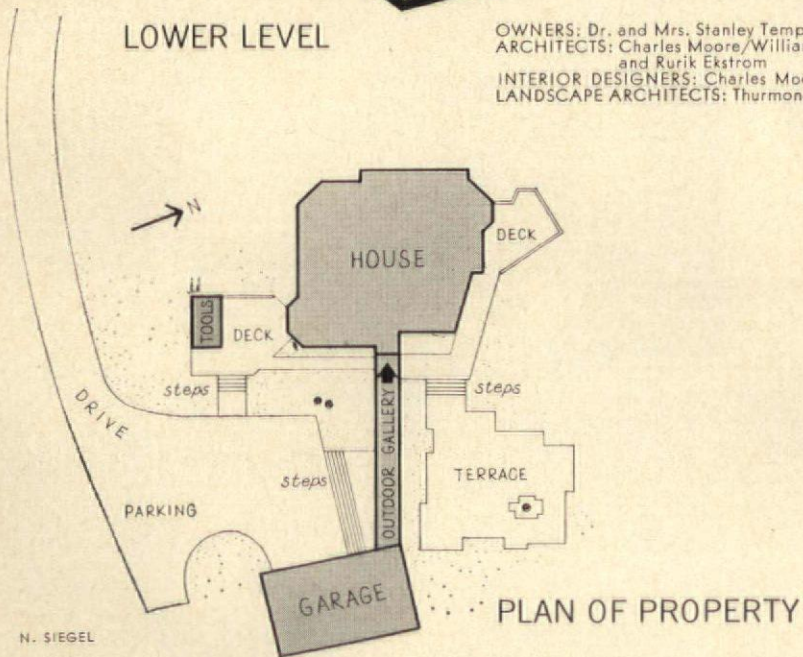 LOWER LEVEL
OWNERS: Dr. and Mrs. Stanley
ARCHITECTS: Charles Moore/
and Rurik Ekstrom
INTERIOR DESIGNERS: Charles
LANDSCAPE ARCHITECTS:
N
HOUSE
DECK
TOOLS
DECK
steps
steps
DRIVE
OUTDOOR GALLERY
steps
TERRACE
PARKING
GARAGE
PLAN OF PROPERTY
N. SIEGEL